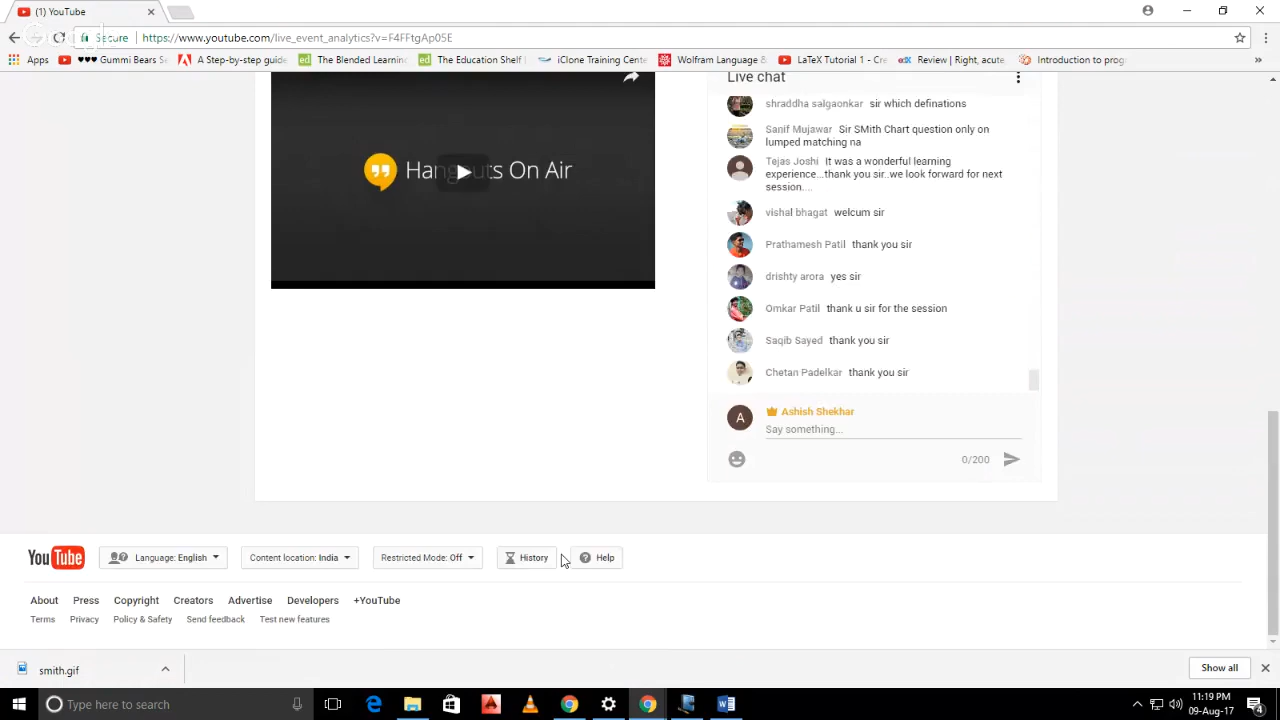 (1) YouTube
Secure https://www.youtube.com/live_event_analytics?v=F4FFtgAp05E
Apps ♥♥♥ Gummi Bears S A Step-By-step guide The Blended Learnin The Education Shelf iClone Training Cente Wolfram Language & LaTeX Tutorial 1 - Cre Review | Right, acute, Introduction to prog »
Live chat
Hangouts On Air
shraddha salgaonkar sir which definations
Sanif Mujawar Sir SMith Chart question only on
lumped matching na
Tejas Joshi It was a wonderful learning
experience...thank you sir..we look forward for next
session....
vishal bhagat welcum sir
Prathamesh Patil thank you sir
drishty arora yes sir
Omkar Patil thank u sir for the session
Saqib Sayed thank you sir
Chetan Padelkar thank you sir
A Ashish Shekhar
Say something...
0/200
YouTube Language: English Content location: India Restricted Mode: Off History Help
About Press Copyright Creators Advertise Developers +YouTube
Terms Privacy Policy & Safety Send feedback Test new features
smith.gif Show all
Type here to search
11:19 PM
09-Aug-17 4